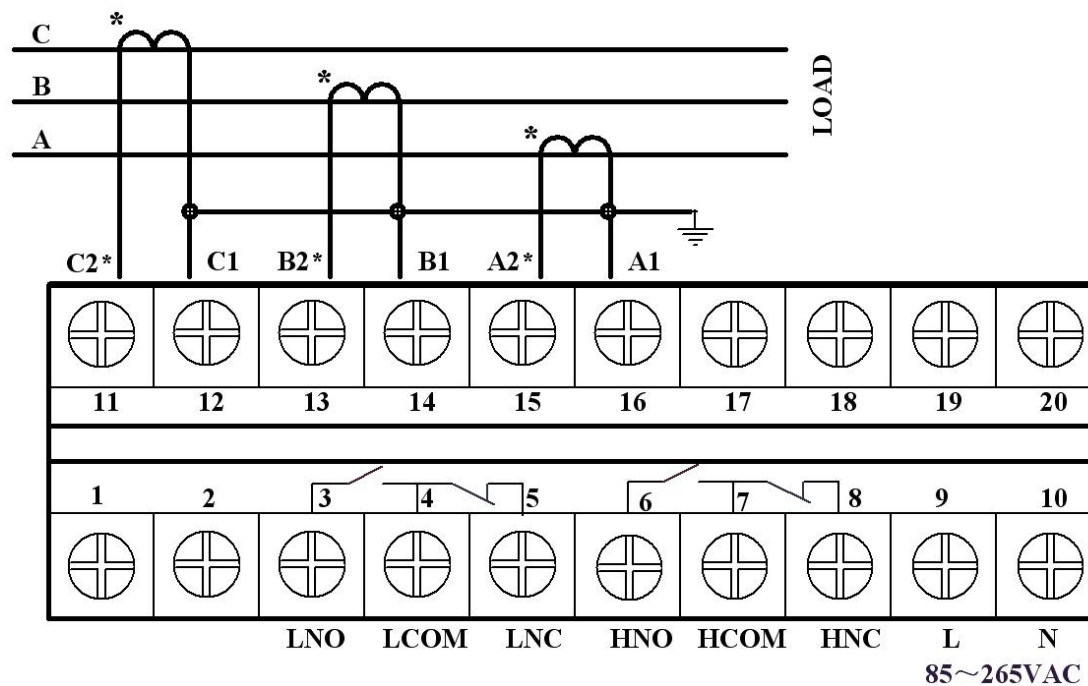 *
C
*
B
LOAD
*
A
C2* C1 B2* B1 A2* A1
11 12 13 14 15 16 17 18 19 20
1 2 3 4 5 6 7 8 9 10
LNO LCOM LNC HNO HCOM HNC L N
85～265VAC